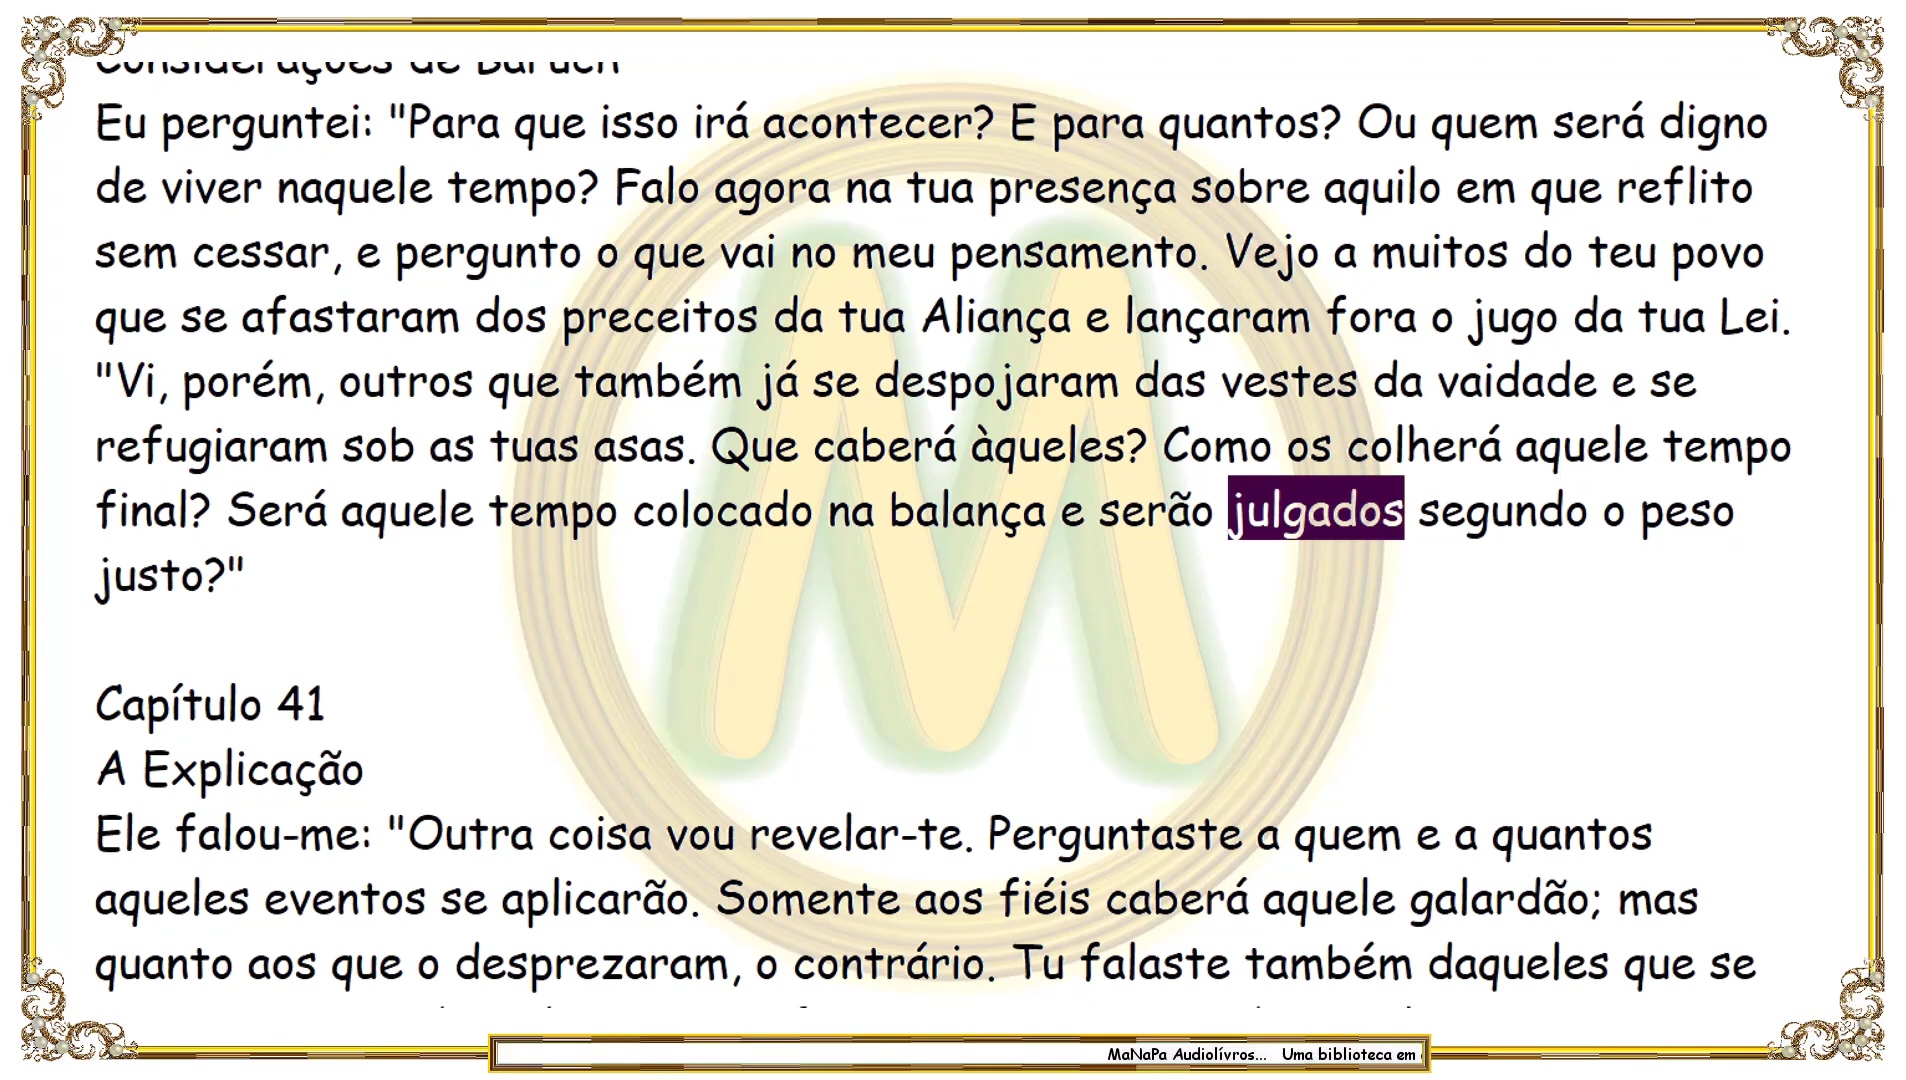 Considerações de Baruch
Eu perguntei: "Para que isso irá acontecer? E para quantos? Ou quem será digno
de viver naquele tempo? Falo agora na tua presença sobre aquilo em que reflito
sem cessar, e pergunto o que vai no meu pensamento. Vejo a muitos do teu povo
que se afastaram dos preceitos da tua Aliança e lançaram fora o jugo da tua Lei.
"Vi, porém, outros que também já se despojaram das vestes da vaidade e se
refugiaram sob as tuas asas. Que caberá àqueles? Como os colherá aquele tempo
final? Será aquele tempo colocado na balança e serão julgados segundo o peso
justo?"
Capítulo 41
A Explicação
Ele falou-me: "Outra coisa vou revelar-te. Perguntaste a quem e a quantos
aqueles eventos se aplicarão. Somente aos fiéis caberá aquele galardão; mas
quanto aos que o desprezaram, o contrário. Tu falaste também daqueles que se
MaNaPa Audiolívros... Uma biblioteca em